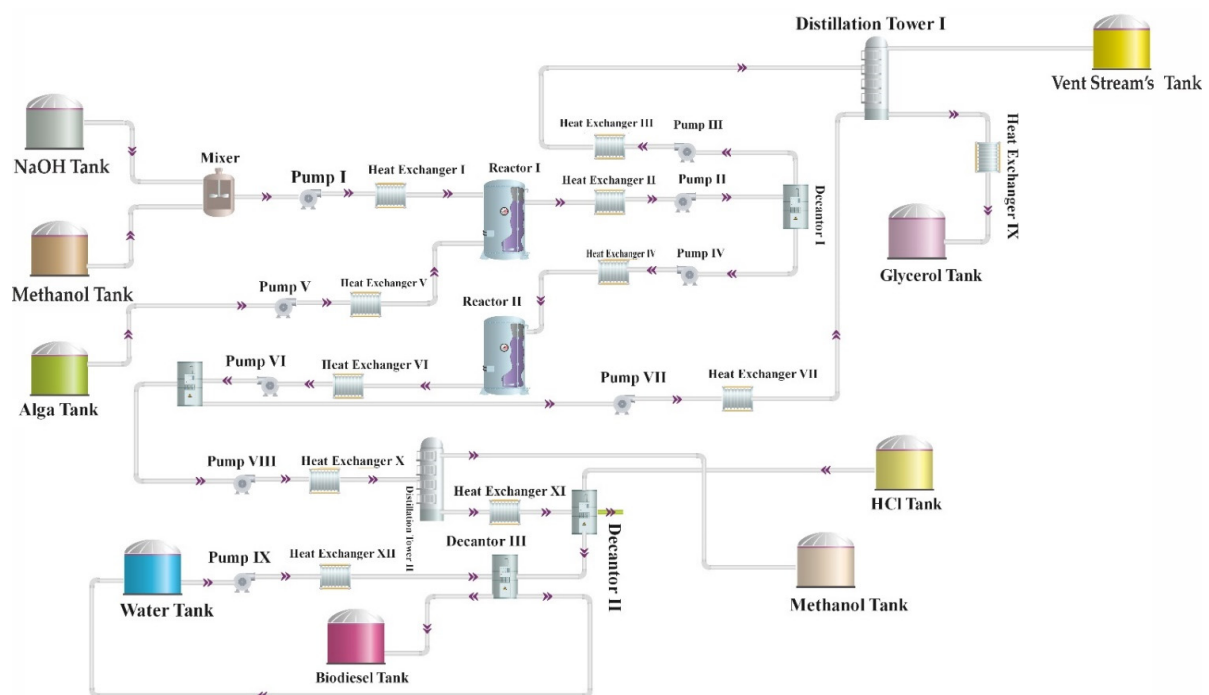 Distillation Tower I
Vent Stream's Tank
NaOH Tank
Mixer
Pump I
Heat Exchanger I
Reactor I
Heat Exchanger III
Pump III
Heat Exchanger II
Pump II
Decantor I
Heat Exchanger IX
Methanol Tank
Pump V
Heat Exchanger V
Heat Exchanger IV
Pump IV
Glycerol Tank
Reactor II
Alga Tank
Pump VI
Heat Exchanger VI
Pump VII
Heat Exchanger VII
Pump VIII
Heat Exchanger X
Distillation Tower II
Heat Exchanger XI
HCl Tank
Decantor III
Decantor II
Water Tank
Pump IX
Heat Exchanger XII
Methanol Tank
Biodiesel Tank